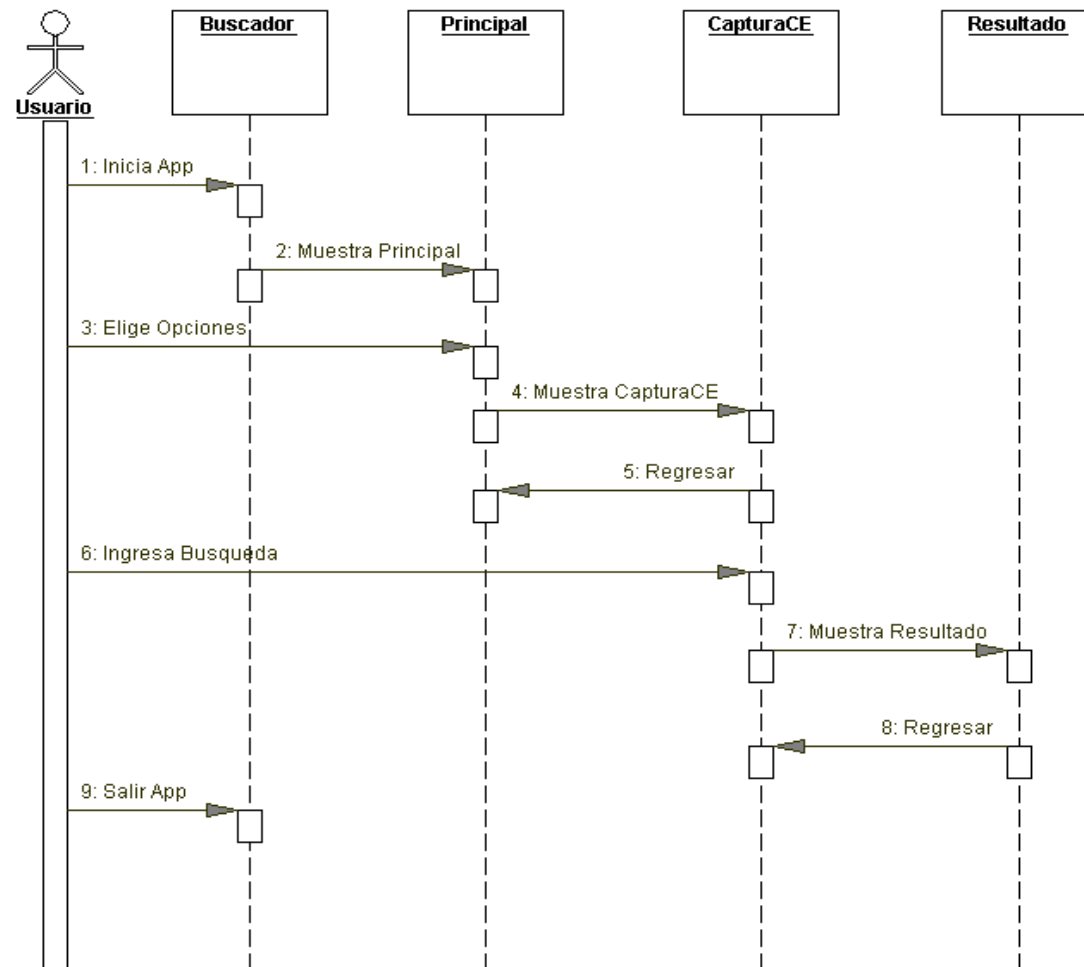 Buscador
Principal
CapturaCE
Resultado
Usuario
1: Inicia App
2: Muestra Principal
3: Elige Opciones
4: Muestra CapturaCE
5: Regresar
6: Ingresa Busqueda
7: Muestra Resultado
8: Regresar
9: Salir App